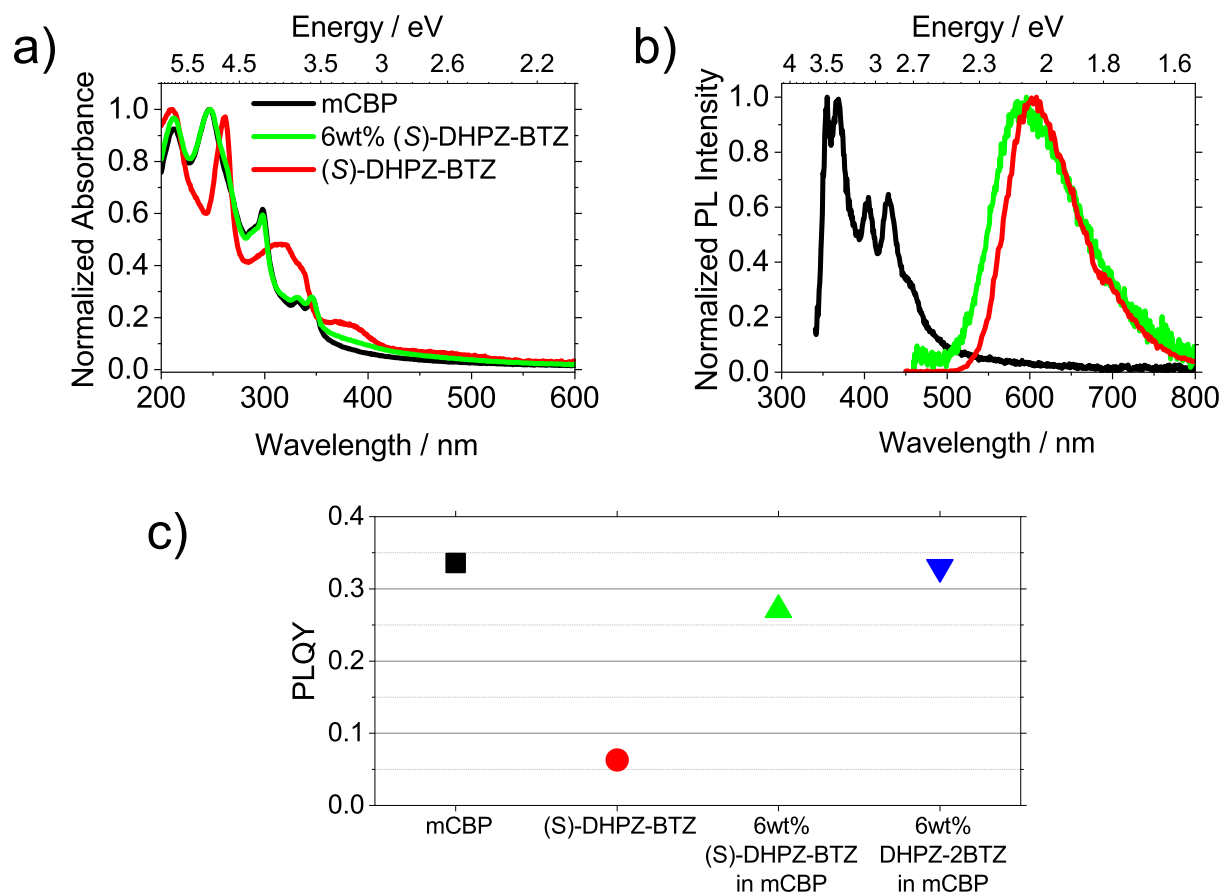 a)
Energy / eV
5.5 4.5 3.5 3 2.6 2.2
Normalized Absorbance
1.0
0.8
0.6
0.4
0.2
0.0
mCBP
6wt% (S)-DHPZ-BTZ
(S)-DHPZ-BTZ
200 300 400 500 600
Wavelength / nm
b)
Energy / eV
4 3.5 3 2.7 2.3 2 1.8 1.6
Normalized PL Intensity
1.0
0.8
0.6
0.4
0.2
0.0
300 400 500 600 700 800
Wavelength / nm
c)
PLQY
0.4
0.3
0.2
0.1
0.0
mCBP
(S)-DHPZ-BTZ
6wt%
(S)-DHPZ-BTZ
in mCBP
6wt%
DHPZ-2BTZ
in mCBP